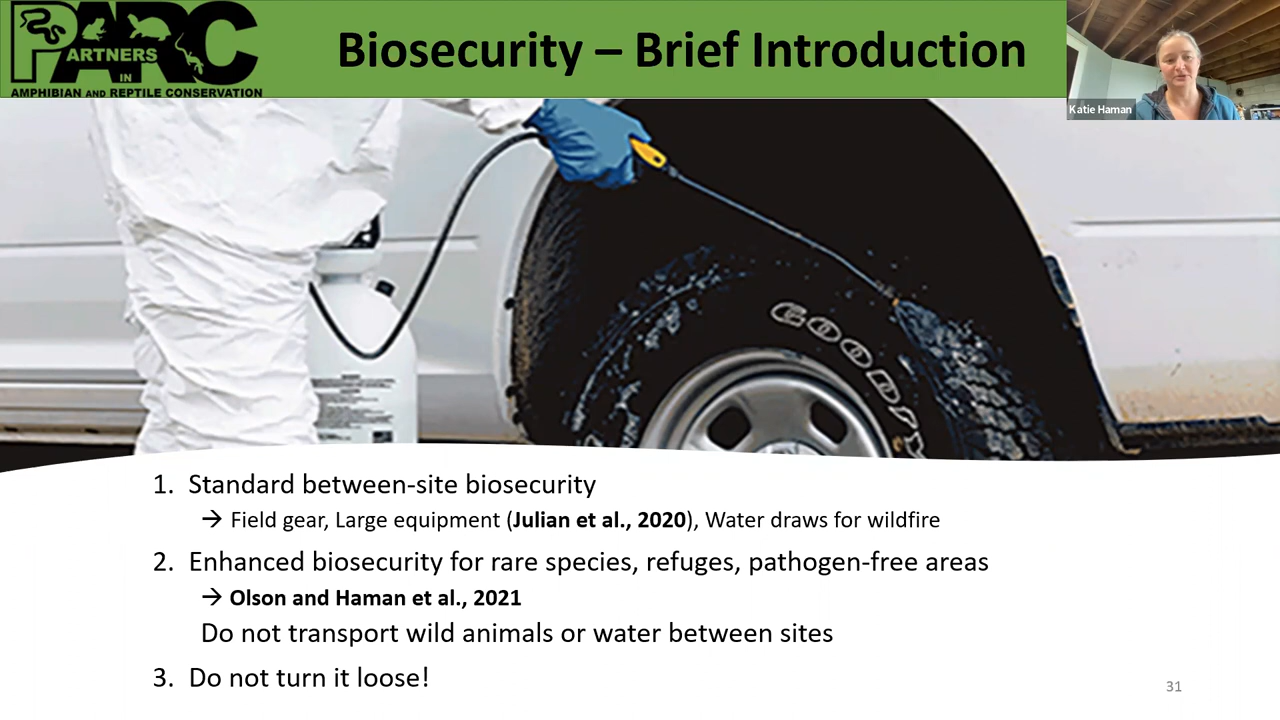 PARC
PARTNERS
IN
AMPHIBIAN AND REPTILE CONSERVATION
Biosecurity – Brief Introduction
Katie Haman
GOODY
1. Standard between-site biosecurity
→ Field gear, Large equipment (Julian et al., 2020), Water draws for wildfire
2. Enhanced biosecurity for rare species, refuges, pathogen-free areas
→ Olson and Haman et al., 2021
Do not transport wild animals or water between sites
3. Do not turn it loose!
31